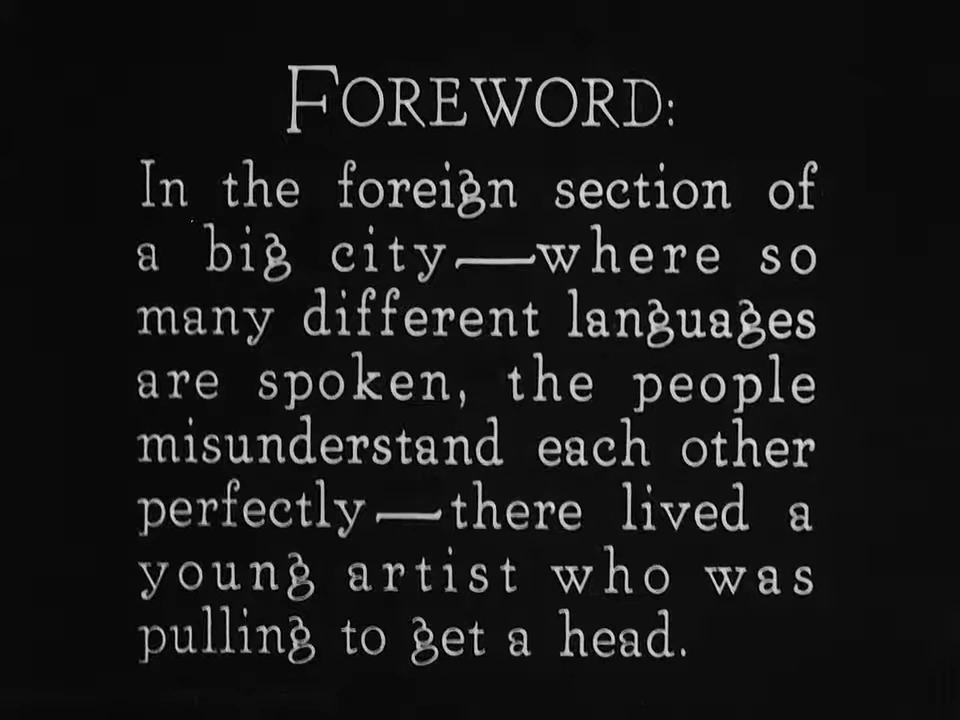 FOREWORD:
In the foreign section of
a big city—where so
many different languages
are spoken, the people
misunderstand each other
perfectly—there lived a
young artist who was
pulling to get a head.